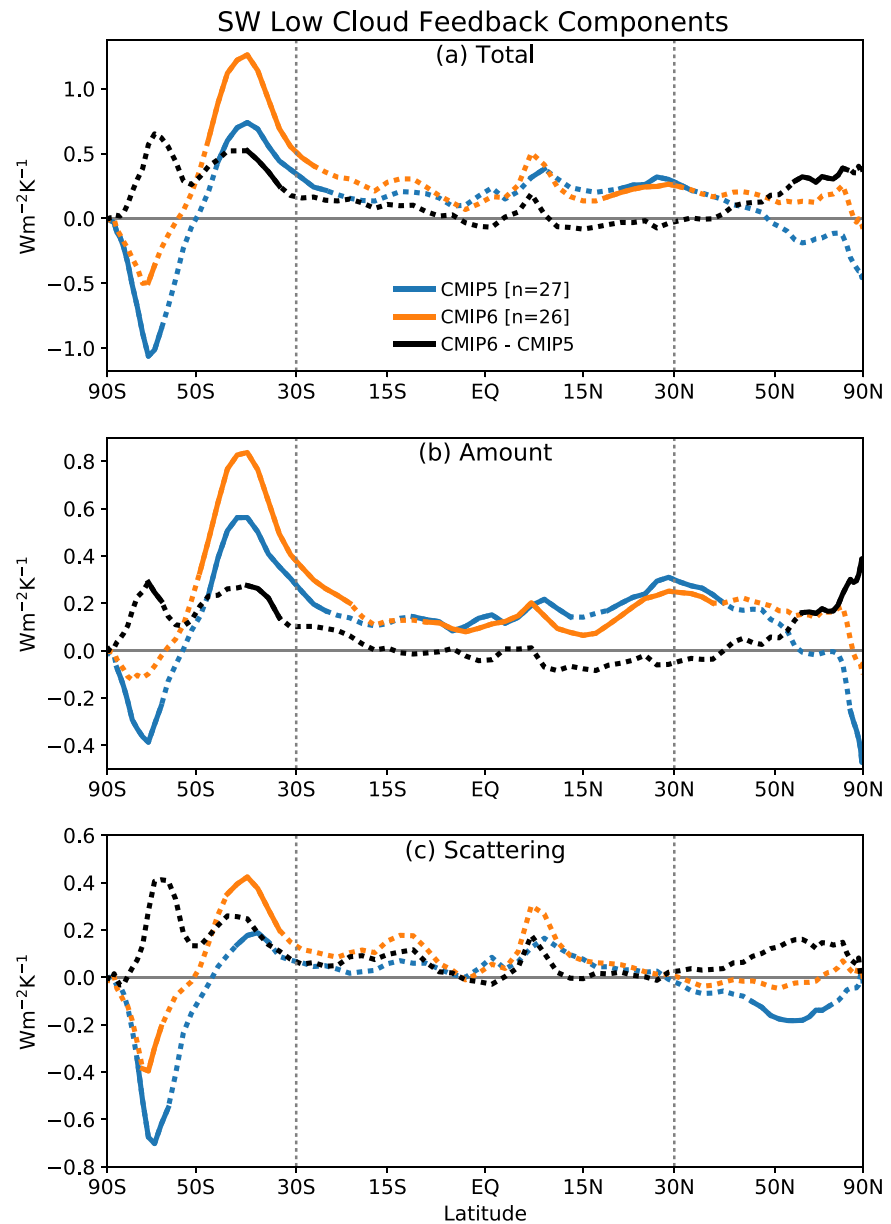 SW Low Cloud Feedback Components
(a) Total
1.0
0.5
0.0
−0.5
−1.0
Wm⁻²K⁻¹
CMIP5 [n=27]
CMIP6 [n=26]
CMIP6 - CMIP5
90S 50S 30S 15S EQ 15N 30N 50N 90N
(b) Amount
0.8
0.6
0.4
0.2
0.0
−0.2
−0.4
Wm⁻²K⁻¹
90S 50S 30S 15S EQ 15N 30N 50N 90N
(c) Scattering
0.6
0.4
0.2
0.0
−0.2
−0.4
−0.6
−0.8
Wm⁻²K⁻¹
90S 50S 30S 15S EQ 15N 30N 50N 90N
Latitude